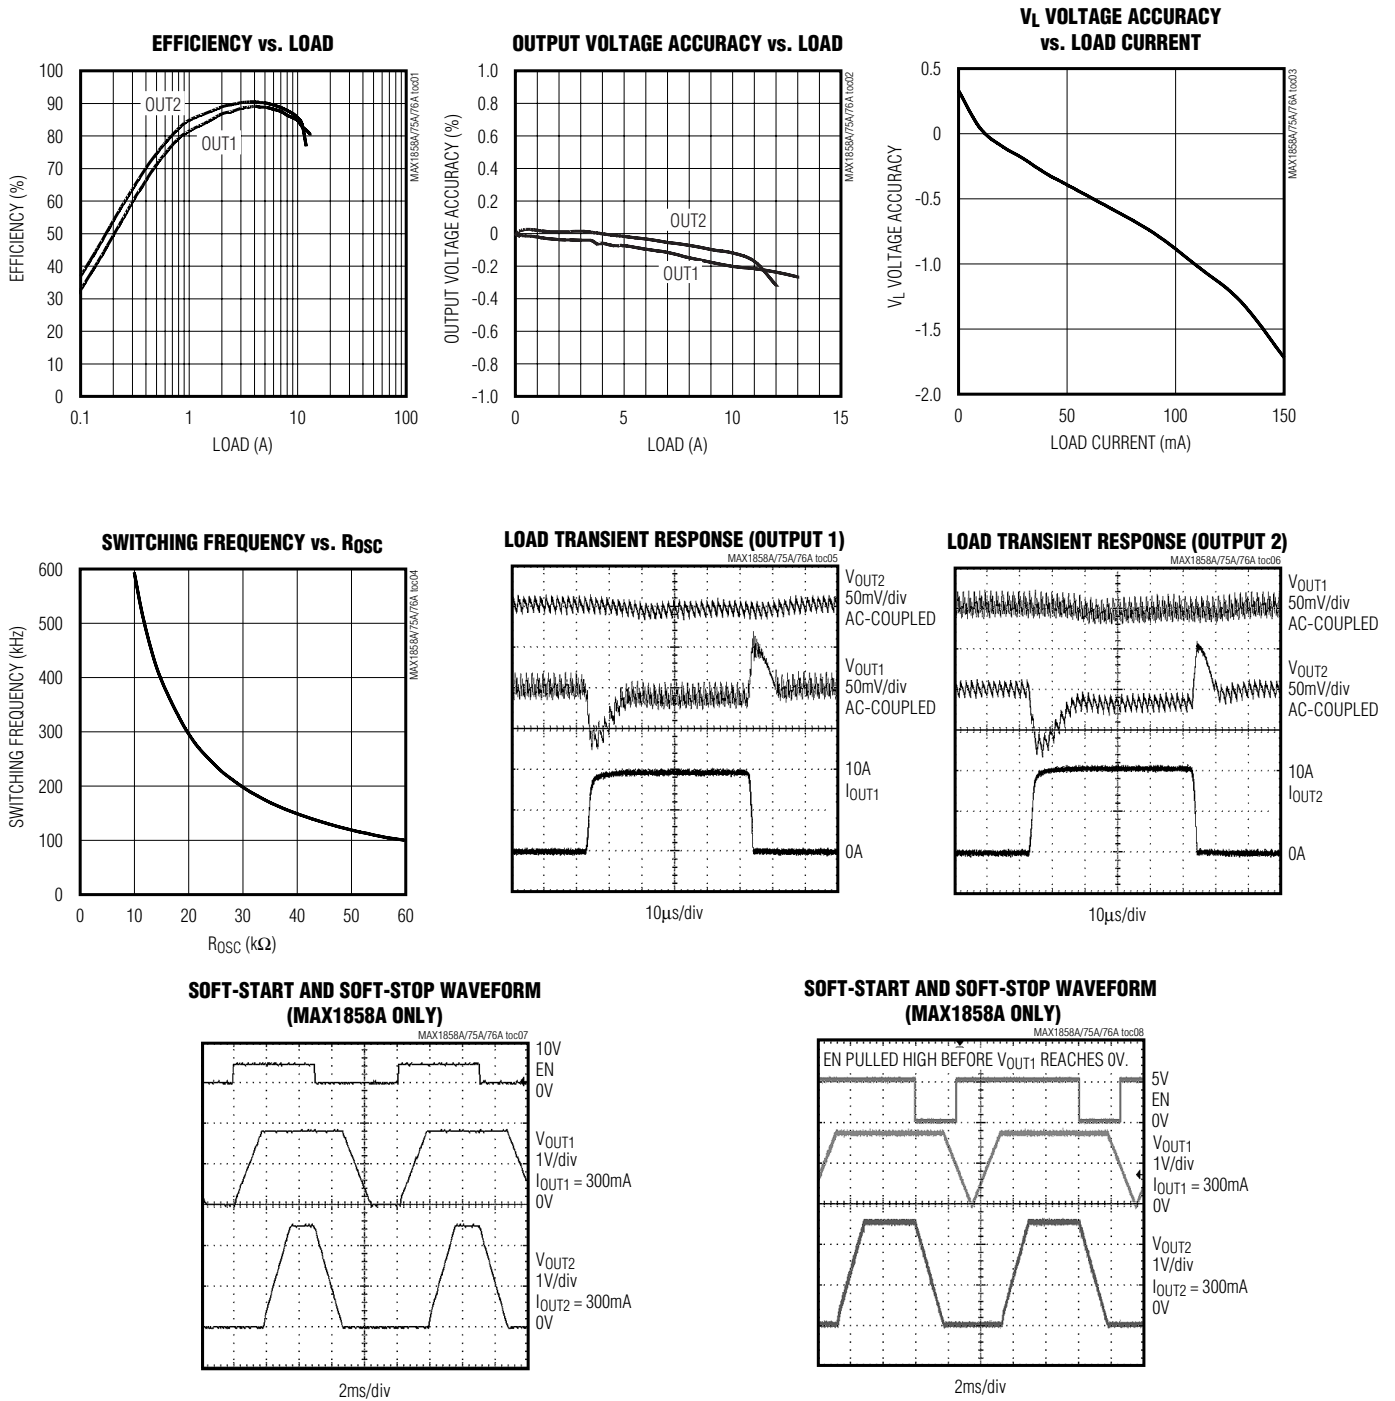 EFFICIENCY vs. LOAD
100
90
80
70
60
50
40
30
20
10
0
EFFICIENCY (%)
OUT2
OUT1
0.1
1
10
100
LOAD (A)
MAX1858A/75A/76A toc01
OUTPUT VOLTAGE ACCURACY vs. LOAD
1.0
0.8
0.6
0.4
0.2
0
-0.2
-0.4
-0.6
-0.8
-1.0
OUTPUT VOLTAGE ACCURACY (%)
OUT2
OUT1
0
5
10
15
LOAD (A)
MAX1858A/75A/76A toc02
VL VOLTAGE ACCURACY
vs. LOAD CURRENT
0.5
0
-0.5
-1.0
-1.5
-2.0
VL VOLTAGE ACCURACY
0
50
100
150
LOAD CURRENT (mA)
MAX1858A/75A/76A toc03
SWITCHING FREQUENCY vs. ROSC
600
500
400
300
200
100
0
SWITCHING FREQUENCY (kHz)
0
10
20
30
40
50
60
ROSC (kΩ)
MAX1858A/75A/76A toc04
LOAD TRANSIENT RESPONSE (OUTPUT 1)
MAX1858A/75A/76A toc05
VOUT2
50mV/div
AC-COUPLED
VOUT1
50mV/div
AC-COUPLED
10A
IOUT1
0A
10µs/div
LOAD TRANSIENT RESPONSE (OUTPUT 2)
MAX1858A/75A/76A toc06
VOUT1
50mV/div
AC-COUPLED
VOUT2
50mV/div
AC-COUPLED
10A
IOUT2
0A
10µs/div
SOFT-START AND SOFT-STOP WAVEFORM
(MAX1858A ONLY)
MAX1858A/75A/76A toc07
10V
EN
0V
VOUT1
1V/div
IOUT1 = 300mA
0V
VOUT2
1V/div
IOUT2 = 300mA
0V
2ms/div
SOFT-START AND SOFT-STOP WAVEFORM
(MAX1858A ONLY)
MAX1858A/75A/76A toc08
EN PULLED HIGH BEFORE VOUT1 REACHES 0V.
5V
EN
0V
VOUT1
1V/div
IOUT1 = 300mA
0V
VOUT2
1V/div
IOUT2 = 300mA
0V
2ms/div